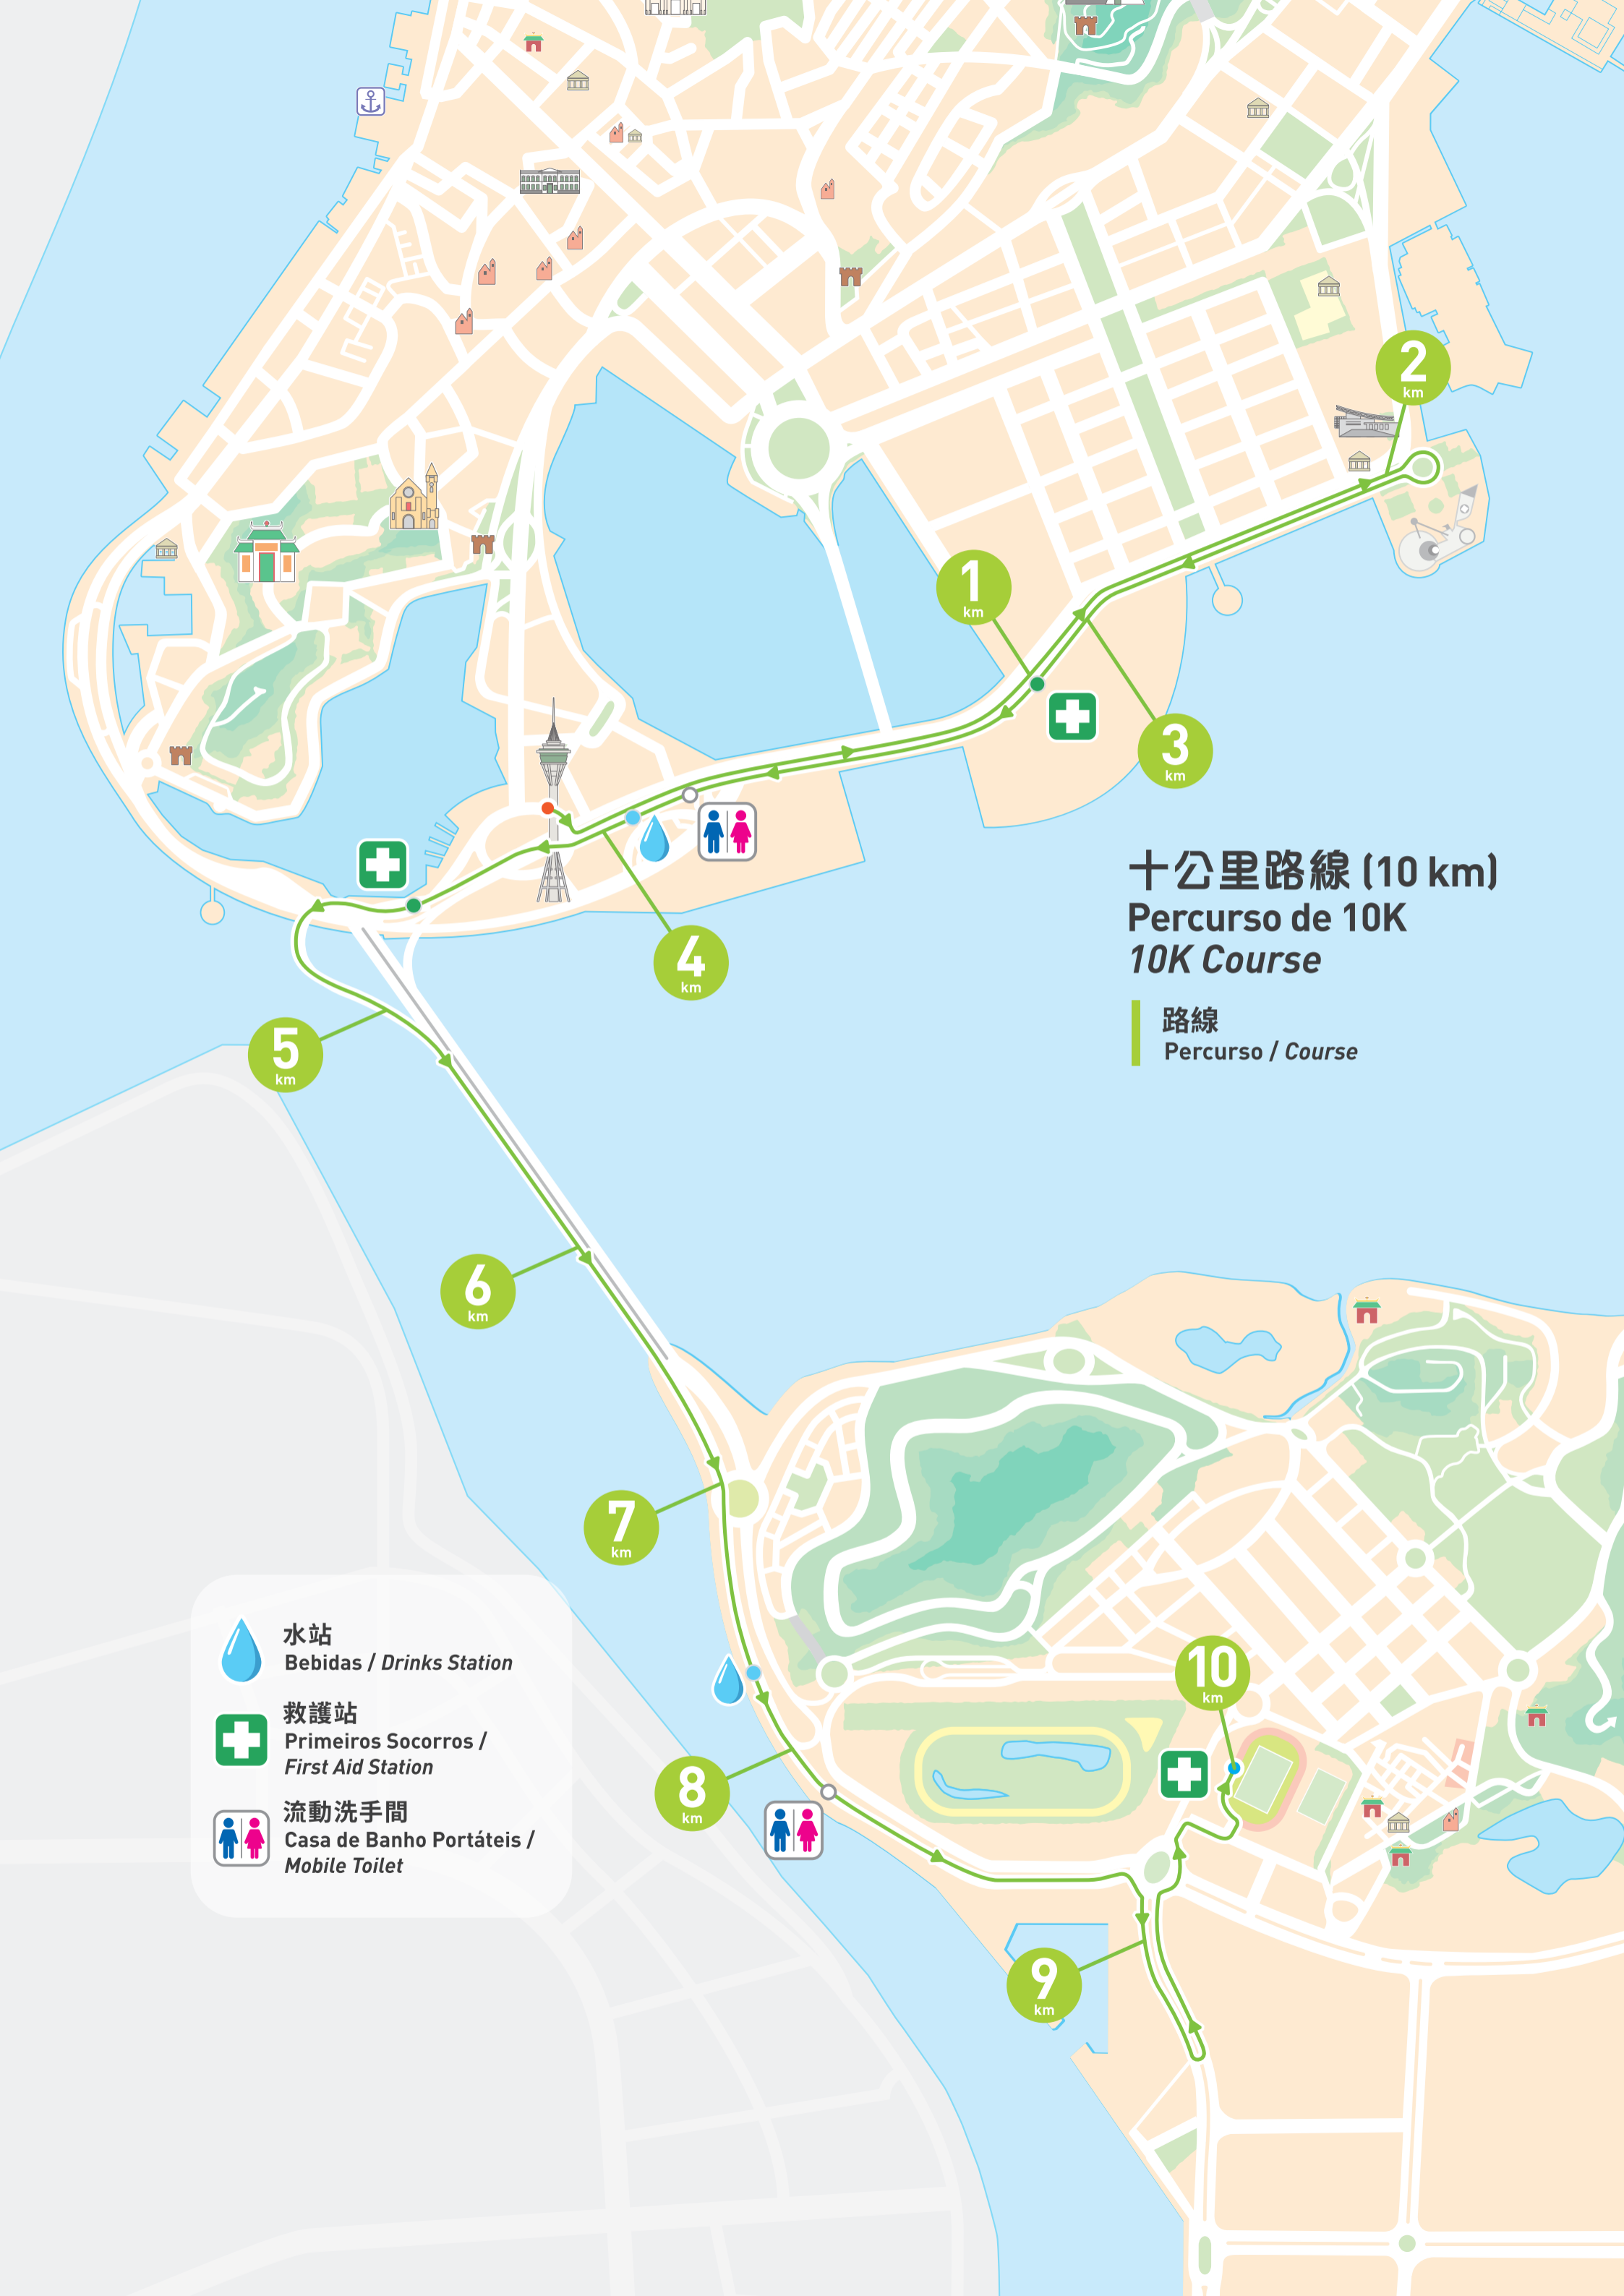 2
km
1
km
3
km
十公里路線 (10 km)
Percurso de 10K
10K Course
4
km
路線
Percurso / Course
5
km
6
km
7
km
水站
Bebidas / Drinks Station
10
km
救護站
Primeiros Socorros /
First Aid Station
8
km
流動洗手間
Casa de Banho Portáteis /
Mobile Toilet
9
km